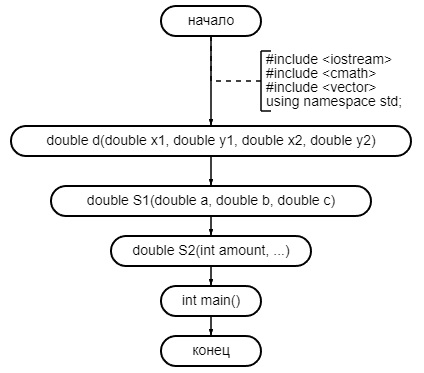 начало
#include <iostream>
#include <cmath>
#include <vector>
using namespace std;
double d(double x1, double y1, double x2, double y2)
double S1(double a, double b, double c)
double S2(int amount, ...)
int main()
конец